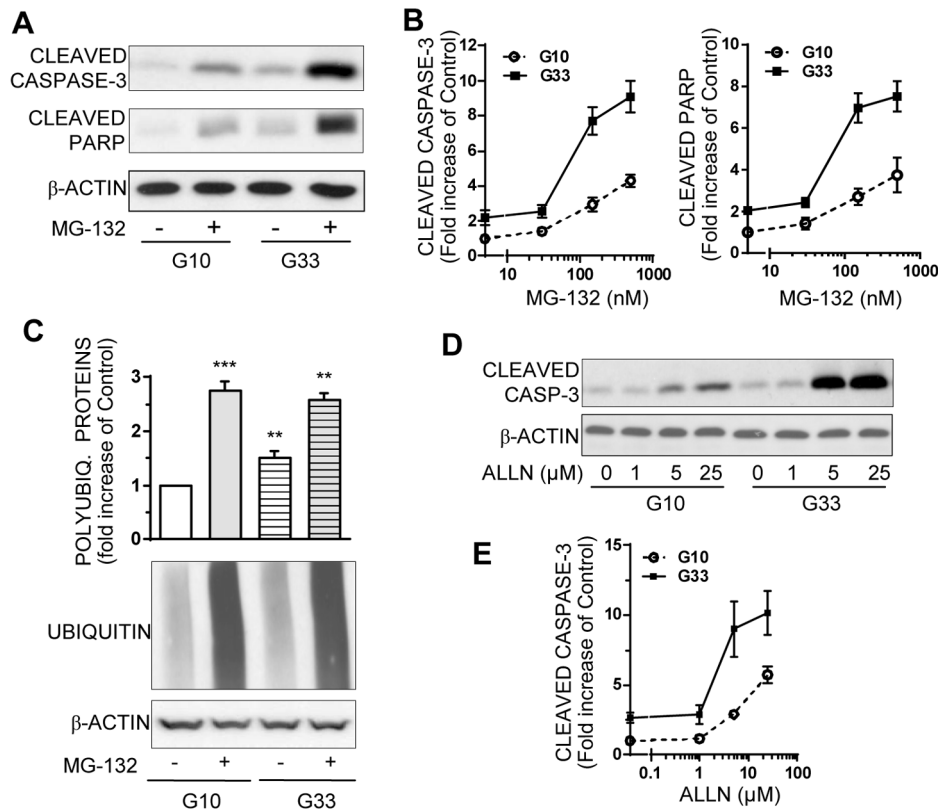 A
CLEAVED
CASPASE-3
CLEAVED
PARP
β-ACTIN
MG-132 - + - +
G10 G33
B
CLEAVED CASPASE-3
(Fold increase of Control)
12
10
8
6
4
2
0
10 100 1000
MG-132 (nM)
G10
G33
CLEAVED PARP
(Fold increase of Control)
10
8
6
4
2
0
10 100 1000
MG-132 (nM)
G10
G33
C
POLYUBIQ. PROTEINS
(fold increase of Control)
3
2
1
0
*** ** **
UBIQUITIN
β-ACTIN
MG-132 - + - +
G10 G33
D
CLEAVED
CASP-3
β-ACTIN
ALLN (μM) 0 1 5 25 0 1 5 25
G10 G33
E
CLEAVED CASPASE-3
(Fold increase of Control)
15
10
5
0
0.1 1 10 100
ALLN (μM)
G10
G33